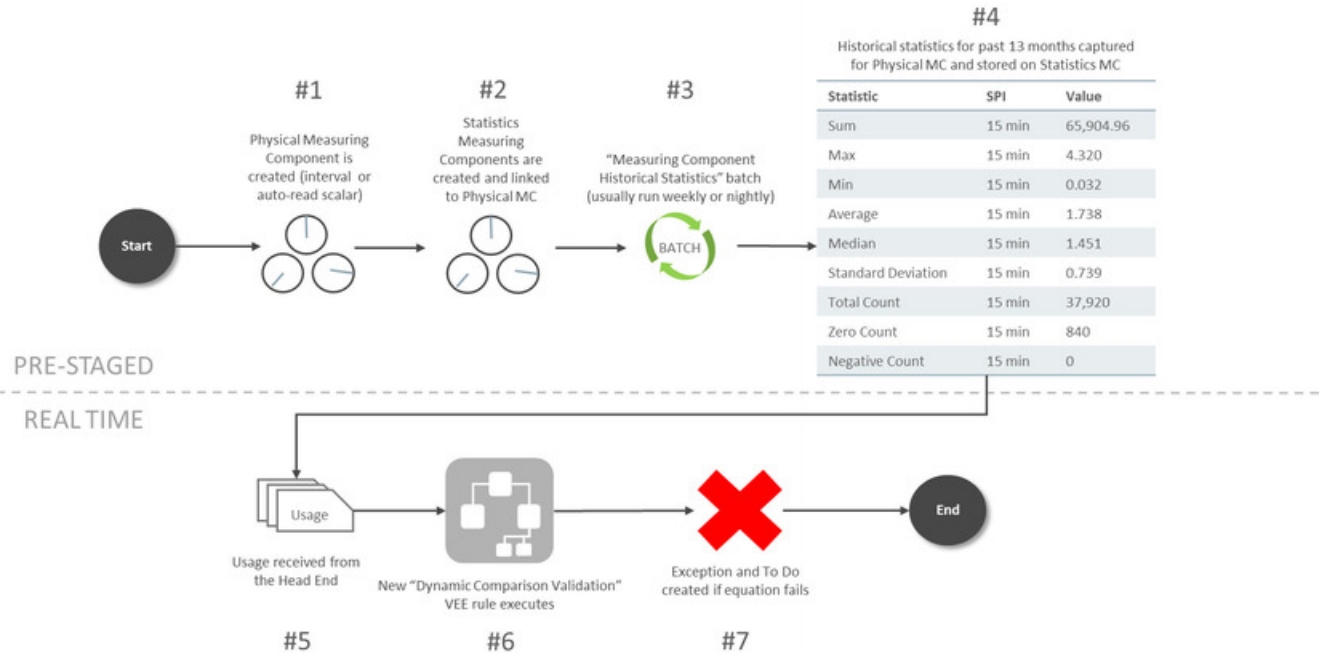 #1
Physical Measuring
Component is
created (interval or
auto-read scalar)
#2
Statistics
Measuring
Components are
created and linked
to Physical MC
#3
“Measuring Component
Historical Statistics” batch
(usually run weekly or nightly)
#4
Historical statistics for past 13 months captured
for Physical MC and stored on Statistics MC
Statistic SPI Value
Sum 15 min 65,904.96
Max 15 min 4.320
Min 15 min 0.032
Average 15 min 1.738
Median 15 min 1.451
Standard Deviation 15 min 0.739
Total Count 15 min 37,920
Zero Count 15 min 840
Negative Count 15 min 0
Start
BATCH
PRE-STAGED
REAL TIME
Usage
Usage received from
the Head End
#5
New “Dynamic Comparison Validation”
VEE rule executes
#6
Exception and To Do
created if equation fails
#7
End